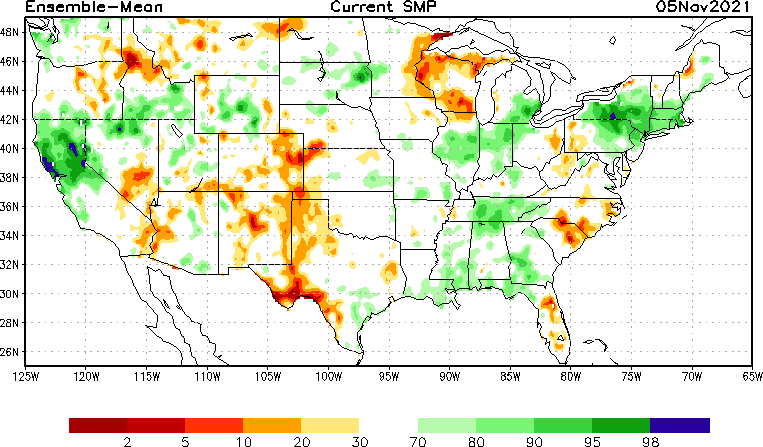 Ensemble-Mean Current SMP 05Nov2021
48N
46N
44N
42N
40N
38N
36N
34N
32N
30N
28N
26N
125W 120W 115W 110W 105W 100W 95W 90W 85W 80W 75W 70W 65W
2 5 10 20 30 70 80 90 95 98